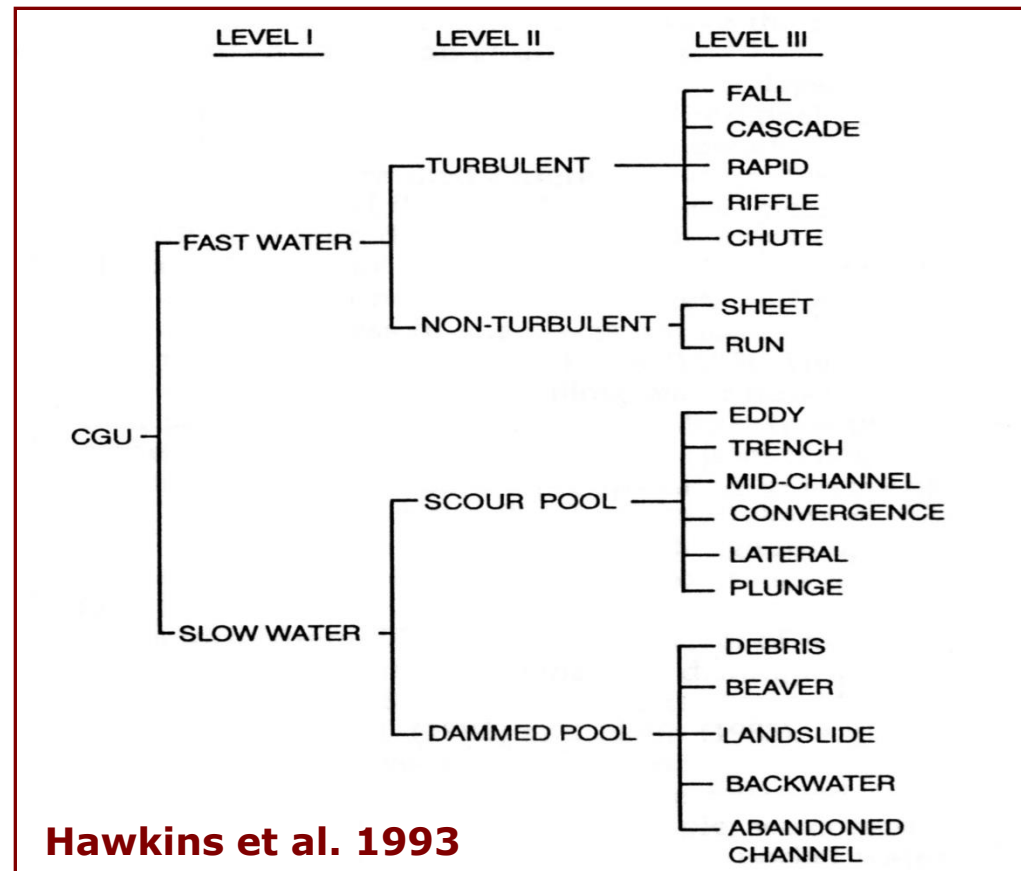 LEVEL I LEVEL II LEVEL III
FALL
CASCADE
TURBULENT RAPID
RIFFLE
FAST WATER CHUTE
SHEET
NON-TURBULENT
RUN
EDDY
CGU TRENCH
MID-CHANNEL
SCOUR POOL CONVERGENCE
LATERAL
PLUNGE
SLOW WATER
DEBRIS
BEAVER
DAMMED POOL LANDSLIDE
BACKWATER
ABANDONED
CHANNEL
Hawkins et al. 1993